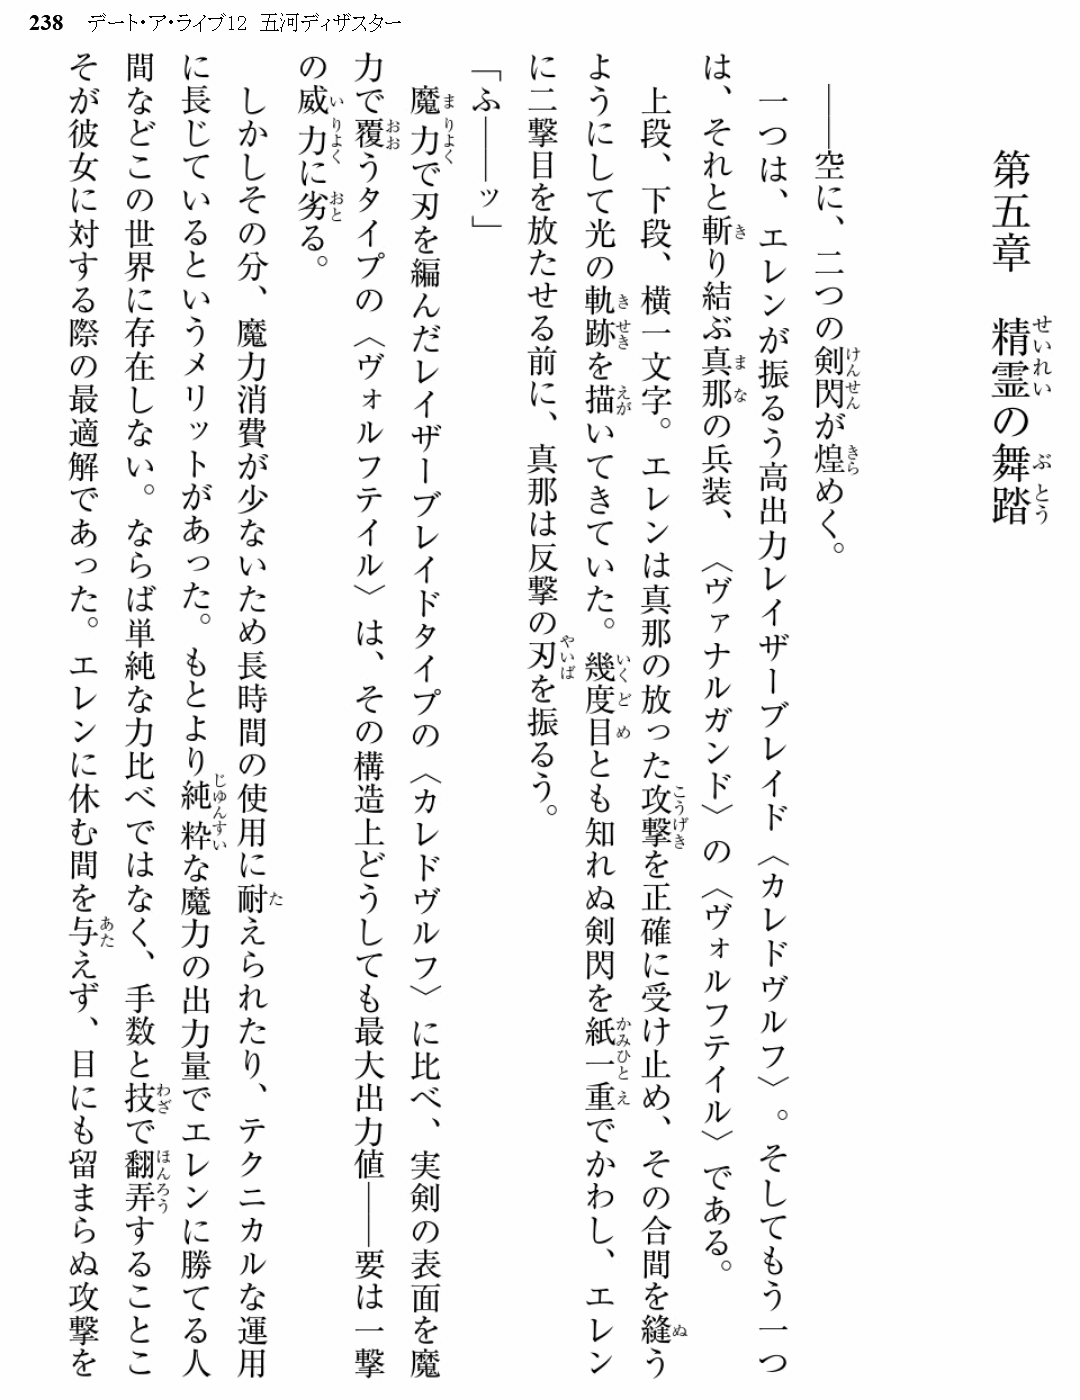 238 デート・ア・ライブ12 五河ディザスター
第五章　精霊の舞踏
――空に、二つの剣閃が煌めく。
一つは、エレンが振るう高出力レイザーブレイド〈カレドヴルフ〉。そしてもう一つ
は、それと斬り結ぶ真那の兵装、〈ヴァナルガンド〉の〈ヴォルフテイル〉である。
上段、下段、横一文字。エレンは真那の放った攻撃を正確に受け止め、その合間を縫う
ようにして光の軌跡を描いてきていた。幾度目とも知れぬ剣閃を紙一重でかわし、エレン
に二撃目を放たせる前に、真那は反撃の刃を振るう。
「ふ――ッ」
魔力で刃を編んだレイザーブレイドタイプの〈カレドヴルフ〉に比べ、実剣の表面を魔
力で覆うタイプの〈ヴォルフテイル〉は、その構造上どうしても最大出力値――要は一撃
の威力に劣る。
しかしその分、魔力消費が少ないため長時間の使用に耐えられたり、テクニカルな運用
に長じているというメリットがあった。もとより純粋な魔力の出力量でエレンに勝てる人
間などこの世界に存在しない。ならば単純な力比べではなく、手数と技で翻弄することこ
そが彼女に対する際の最適解であった。エレンに休む間を与えず、目にも留まらぬ攻撃を